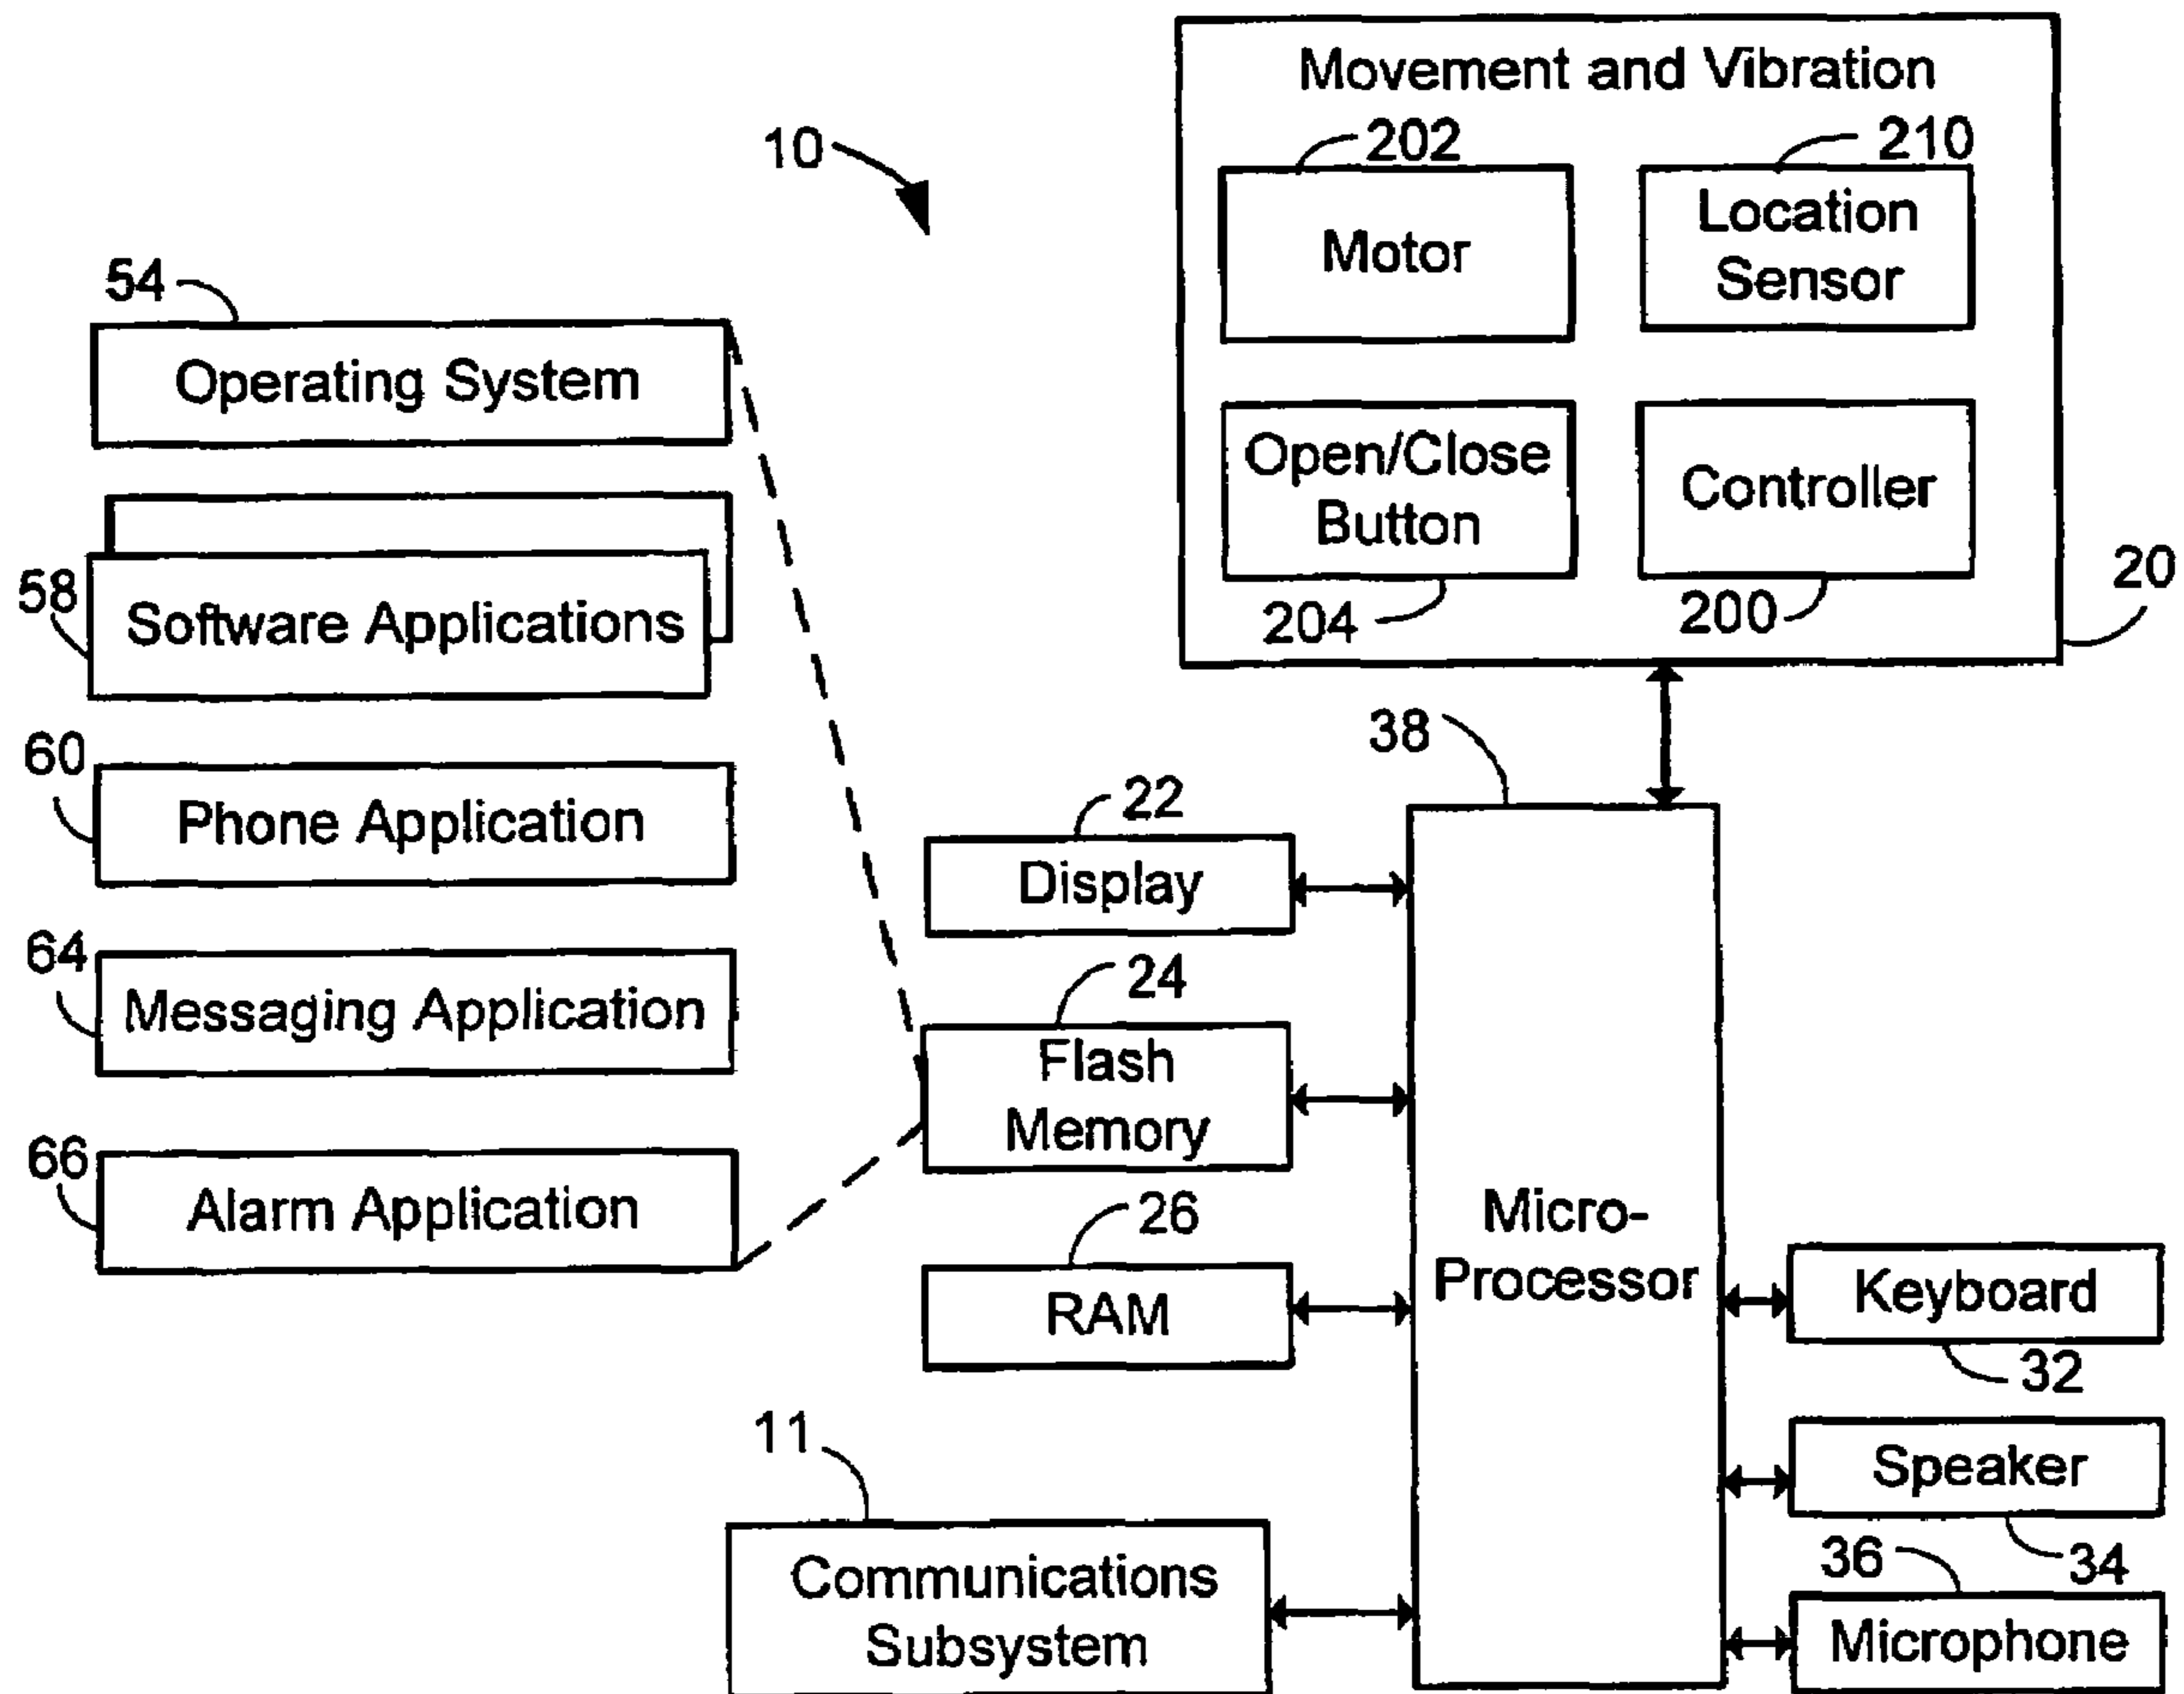 Movement and Vibration
10
202
210
Motor
Location
Sensor
54
Operating System
Open/Close
Button
Controller
20
204
200
58
Software Applications
38
60
Phone Application
22
Display
64
Messaging Application
24
Flash
Memory
66
Alarm Application
26
RAM
Micro-
Processor
Keyboard
32
11
Speaker
34
Communications
Subsystem
36
Microphone